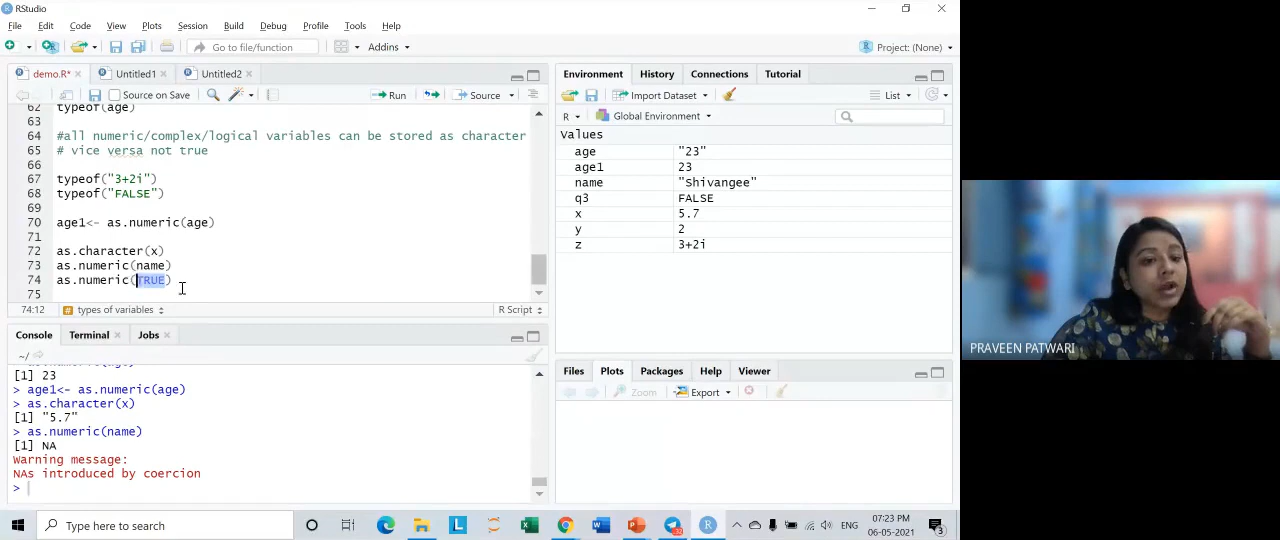 RStudio
File Edit Code View Plots Session Build Debug Profile Tools Help
Go to file/function Addins Project: (None)
demo.R* Untitled1 Untitled2
Source on Save Run Source
62 typeof(age)
63
64 #all numeric/complex/logical variables can be stored as character
65 # vice versa not true
66
67 typeof("3+2i")
68 typeof("FALSE")
69
70 age1<- as.numeric(age)
71
72 as.character(x)
73 as.numeric(name)
74 as.numeric(TRUE)
75
74:12 # types of variables R Script
Console Terminal Jobs
~/
[1] 23
> age1<- as.numeric(age)
> as.character(x)
[1] "5.7"
> as.numeric(name)
[1] NA
Warning message:
NAs introduced by coercion
>
Environment History Connections Tutorial
Import Dataset List
R Global Environment
Values
age "23"
age1 23
name "Shivangee"
q3 FALSE
x 5.7
y 2
z 3+2i
Files Plots Packages Help Viewer
Zoom Export
PRAVEEN PATWARI
Type here to search
ENG
07:23 PM
06-05-2021
3